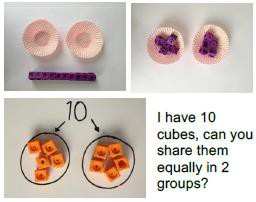 10
I have 10
cubes, can you
share them
equally in 2
groups?